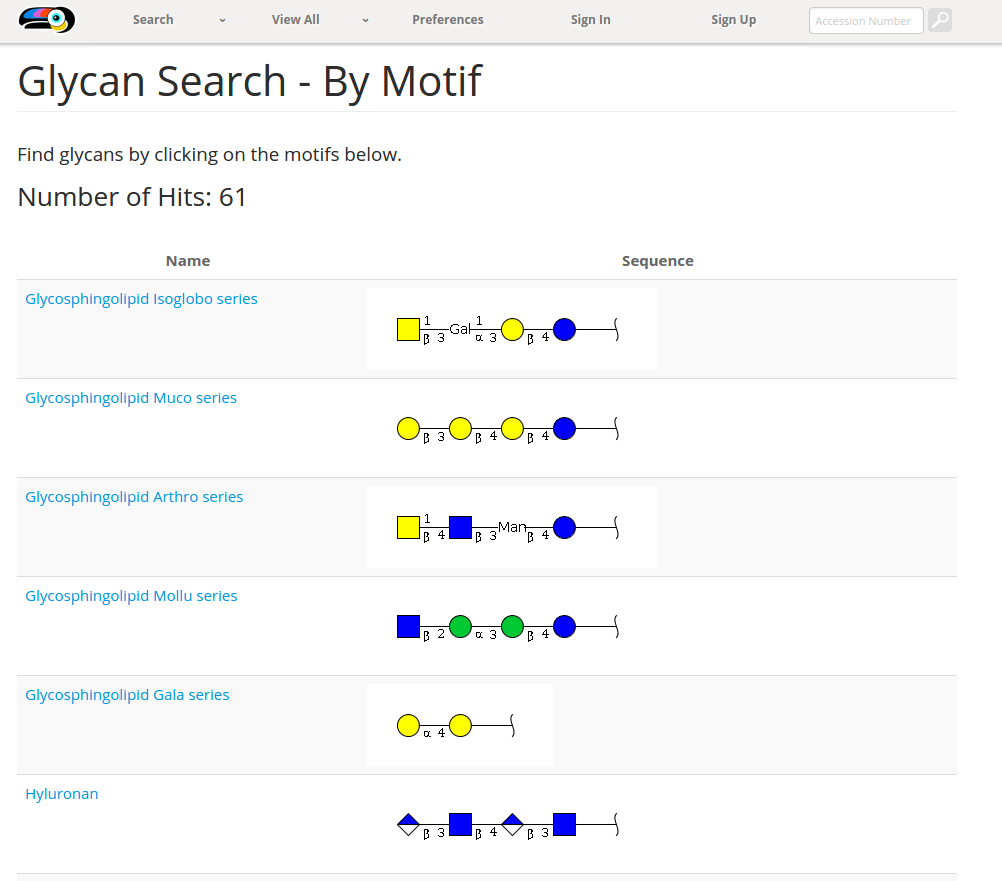 Search View All Preferences Sign In Sign Up Accession Number
Glycan Search - By Motif
Find glycans by clicking on the motifs below.
Number of Hits: 61
Name Sequence
Glycosphingolipid Isoglobo series
1 Gal 1
β 3 α 3 β 4
Glycosphingolipid Muco series
β 3 β 4 β 4
Glycosphingolipid Arthro series
1 Man
β 4 β 3 β 4
Glycosphingolipid Mollu series
β 2 α 3 β 4
Glycosphingolipid Gala series
α 4
Hyluronan
β 3 β 4 β 3